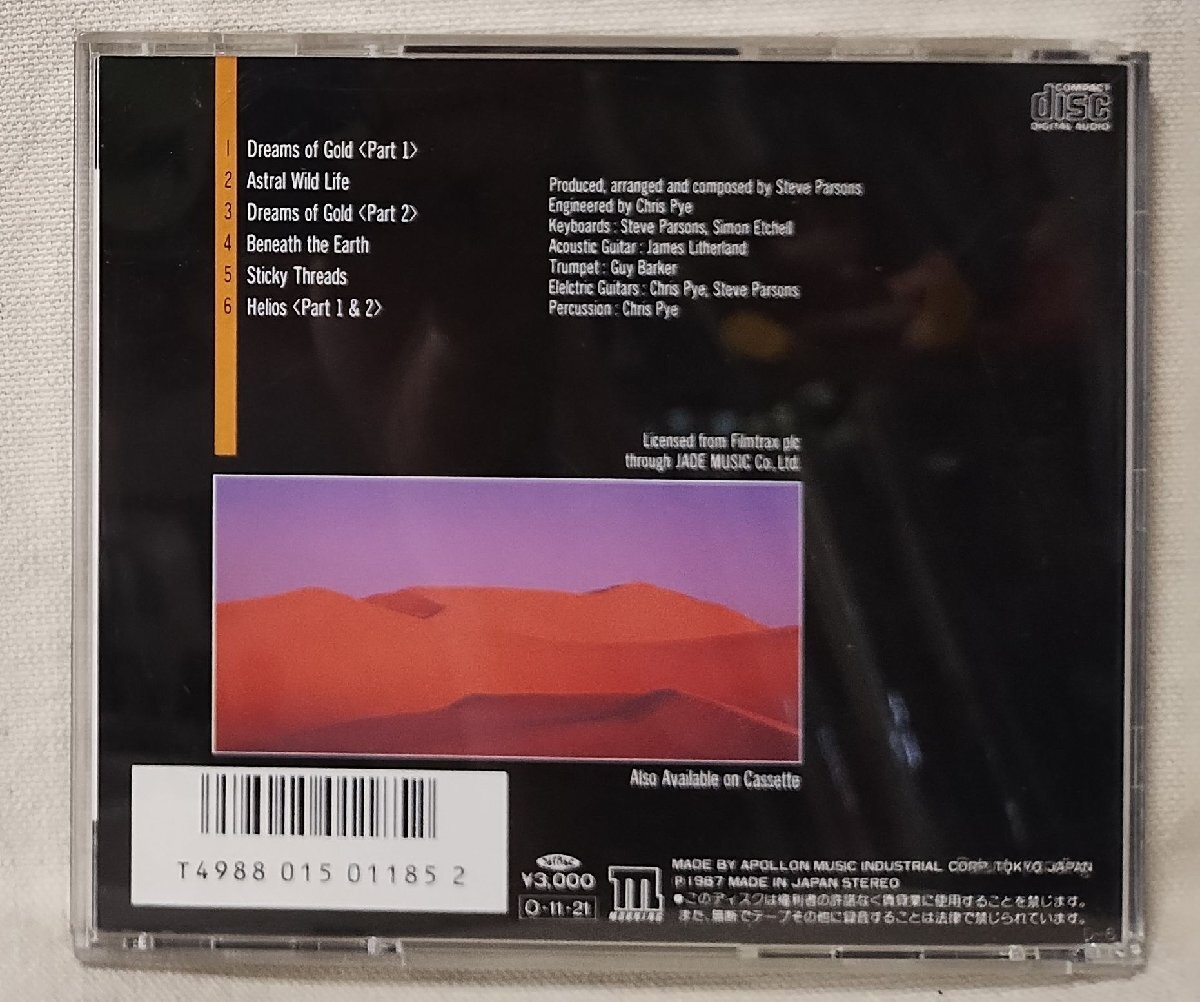 COMPACT
disc
DIGITAL AUDIO
1 Dreams of Gold <Part 1>
2 Astral Wild Life
3 Dreams of Gold <Part 2>
4 Beneath the Earth
5 Sticky Threads
6 Helios <Part 1 & 2>
Produced, arranged and composed by Steve Parsons
Engineered by Chris Pye
Keyboards : Steve Parsons, Simon Etchell
Acoustic Guitar : James Litherland
Trumpet : Guy Barker
Elelctric Guitars : Chris Pye, Steve Parsons
Percussion : Chris Pye
Licensed from Filmtrax plc
through JADE MUSIC Co., Ltd.
Also Available on Cassette
T4988 015 01185 2
¥3,000
O·11·21
MADE BY APOLLON MUSIC INDUSTRIAL CORP. TOKYO JAPAN
℗1987 MADE IN JAPAN STEREO
●このディスクは権利者の許諾なく賃貸業に使用することを禁じます。
また、無断でテープその他に録音することは法律で禁じられています。
D-6